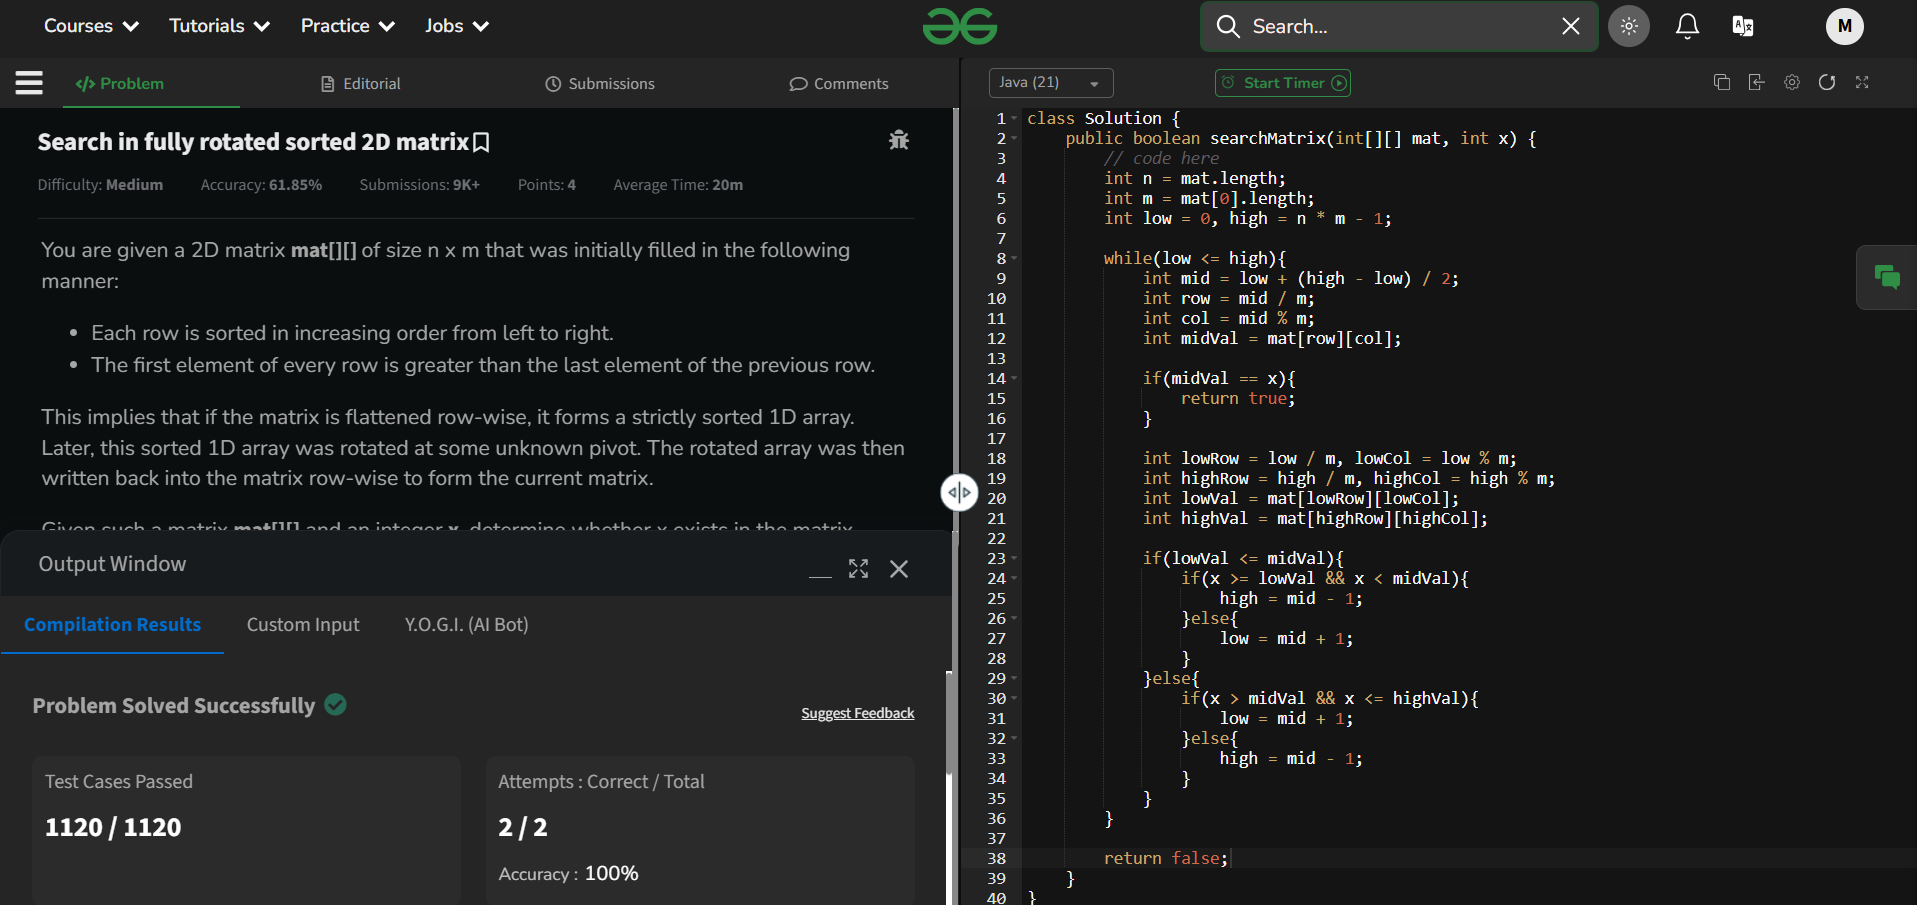 Courses Tutorials Practice Jobs Search... M
Problem Editorial Submissions Comments
Java (21) Start Timer
Search in fully rotated sorted 2D matrix
Difficulty: Medium Accuracy: 61.85% Submissions: 9K+ Points: 4 Average Time: 20m
You are given a 2D matrix mat[][] of size n x m that was initially filled in the following
manner:
• Each row is sorted in increasing order from left to right.
• The first element of every row is greater than the last element of the previous row.
This implies that if the matrix is flattened row-wise, it forms a strictly sorted 1D array.
Later, this sorted 1D array was rotated at some unknown pivot. The rotated array was then
written back into the matrix row-wise to form the current matrix.
Given such a matrix mat[][] and an integer x, determine whether x exists in the matrix.
Output Window
Compilation Results Custom Input Y.O.G.I. (AI Bot)
Problem Solved Successfully
Suggest Feedback
Test Cases Passed
1120 / 1120
Attempts : Correct / Total
2 / 2
Accuracy : 100%
1 class Solution {
2 public boolean searchMatrix(int[][] mat, int x) {
3 // code here
4 int n = mat.length;
5 int m = mat[0].length;
6 int low = 0, high = n * m - 1;
7
8 while(low <= high){
9 int mid = low + (high - low) / 2;
10 int row = mid / m;
11 int col = mid % m;
12 int midVal = mat[row][col];
13
14 if(midVal == x){
15 return true;
16 }
17
18 int lowRow = low / m, lowCol = low % m;
19 int highRow = high / m, highCol = high % m;
20 int lowVal = mat[lowRow][lowCol];
21 int highVal = mat[highRow][highCol];
22
23 if(lowVal <= midVal){
24 if(x >= lowVal && x < midVal){
25 high = mid - 1;
26 }else{
27 low = mid + 1;
28 }
29 }else{
30 if(x > midVal && x <= highVal){
31 low = mid + 1;
32 }else{
33 high = mid - 1;
34 }
35 }
36 }
37
38 return false;
39 }
40 }